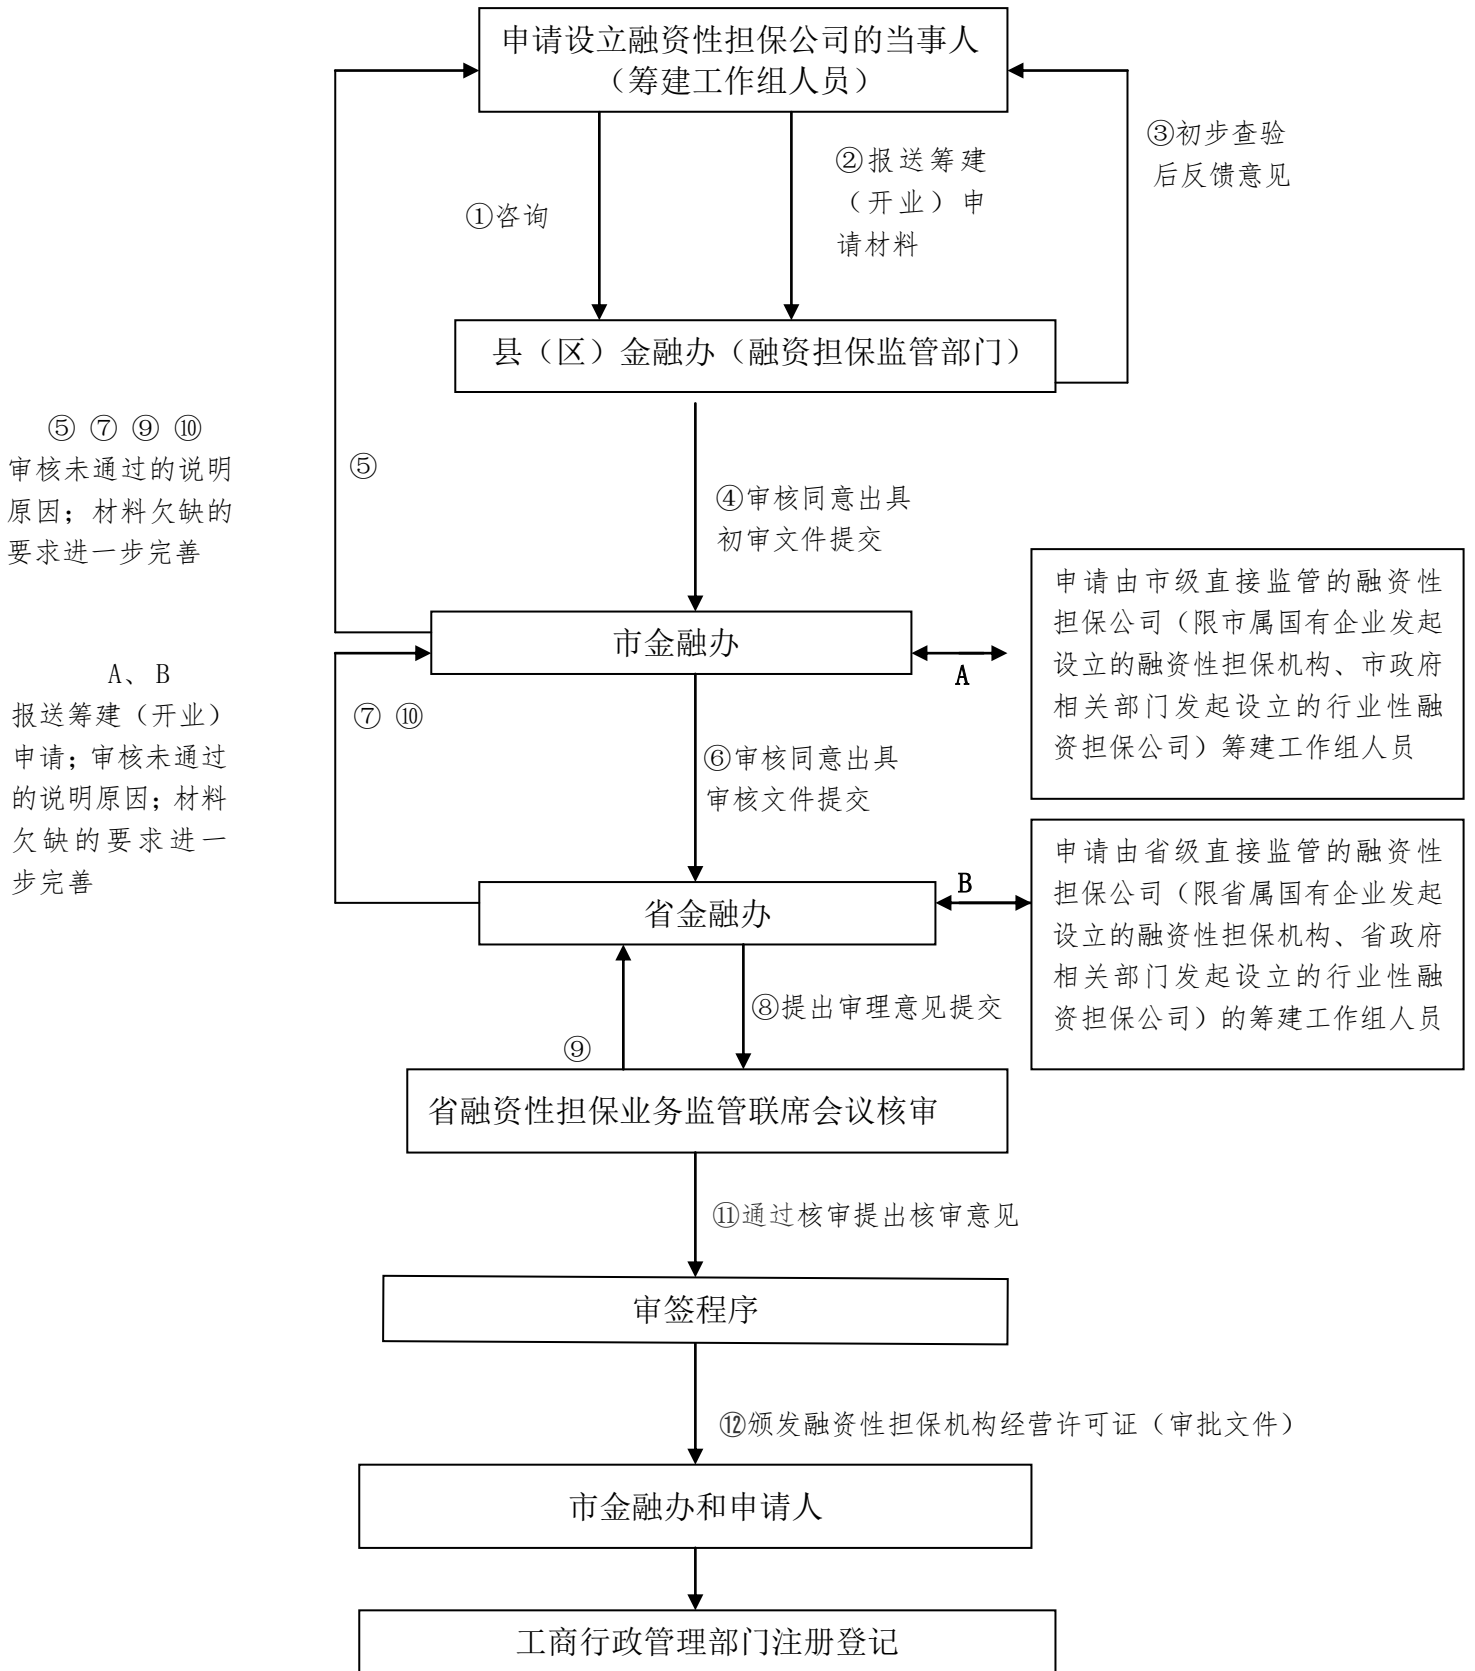 申请设立融资性担保公司的当事人
（筹建工作组人员）
③初步查验
后反馈意见
②报送筹建
（开业）申
请材料
①咨询
县（区）金融办（融资担保监管部门）
⑤ ⑦ ⑨ ⑩
审核未通过的说明
原因；材料欠缺的
要求进一步完善
⑤
④审核同意出具
初审文件提交
申请由市级直接监管的融资性
担保公司（限市属国有企业发起
设立的融资性担保机构、市政府
相关部门发起设立的行业性融
资担保公司）筹建工作组人员
市金融办
A
A、 B
报送筹建（开业）
申请；审核未通过
的说明原因；材料
欠缺的要求进一
步完善
⑦ ⑩
⑥审核同意出具
审核文件提交
申请由省级直接监管的融资性
担保公司（限省属国有企业发起
设立的融资性担保机构、省政府
相关部门发起设立的行业性融
资担保公司）的筹建工作组人员
B
省金融办
⑧提出审理意见提交
⑨
省融资性担保业务监管联席会议核审
⑪通过核审提出核审意见
审签程序
⑫颁发融资性担保机构经营许可证（审批文件）
市金融办和申请人
工商行政管理部门注册登记